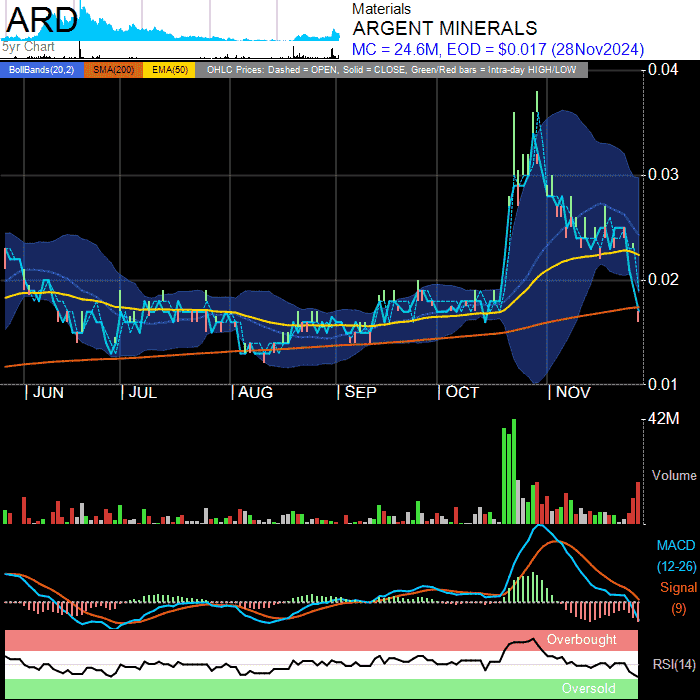 ARD
5yr Chart
Materials
ARGENT MINERALS
MC = 24.6M, EOD = $0.017 (28Nov2024)
BollBands(20,2) SMA(200) EMA(50) OHLC Prices: Dashed = OPEN, Solid = CLOSE, Green/Red bars = Intra-day HIGH/LOW
0.04
0.03
0.02
0.01
JUN JUL AUG SEP OCT NOV
42M
Volume
MACD
(12-26)
Signal
(9)
Overbought
RSI(14)
Oversold